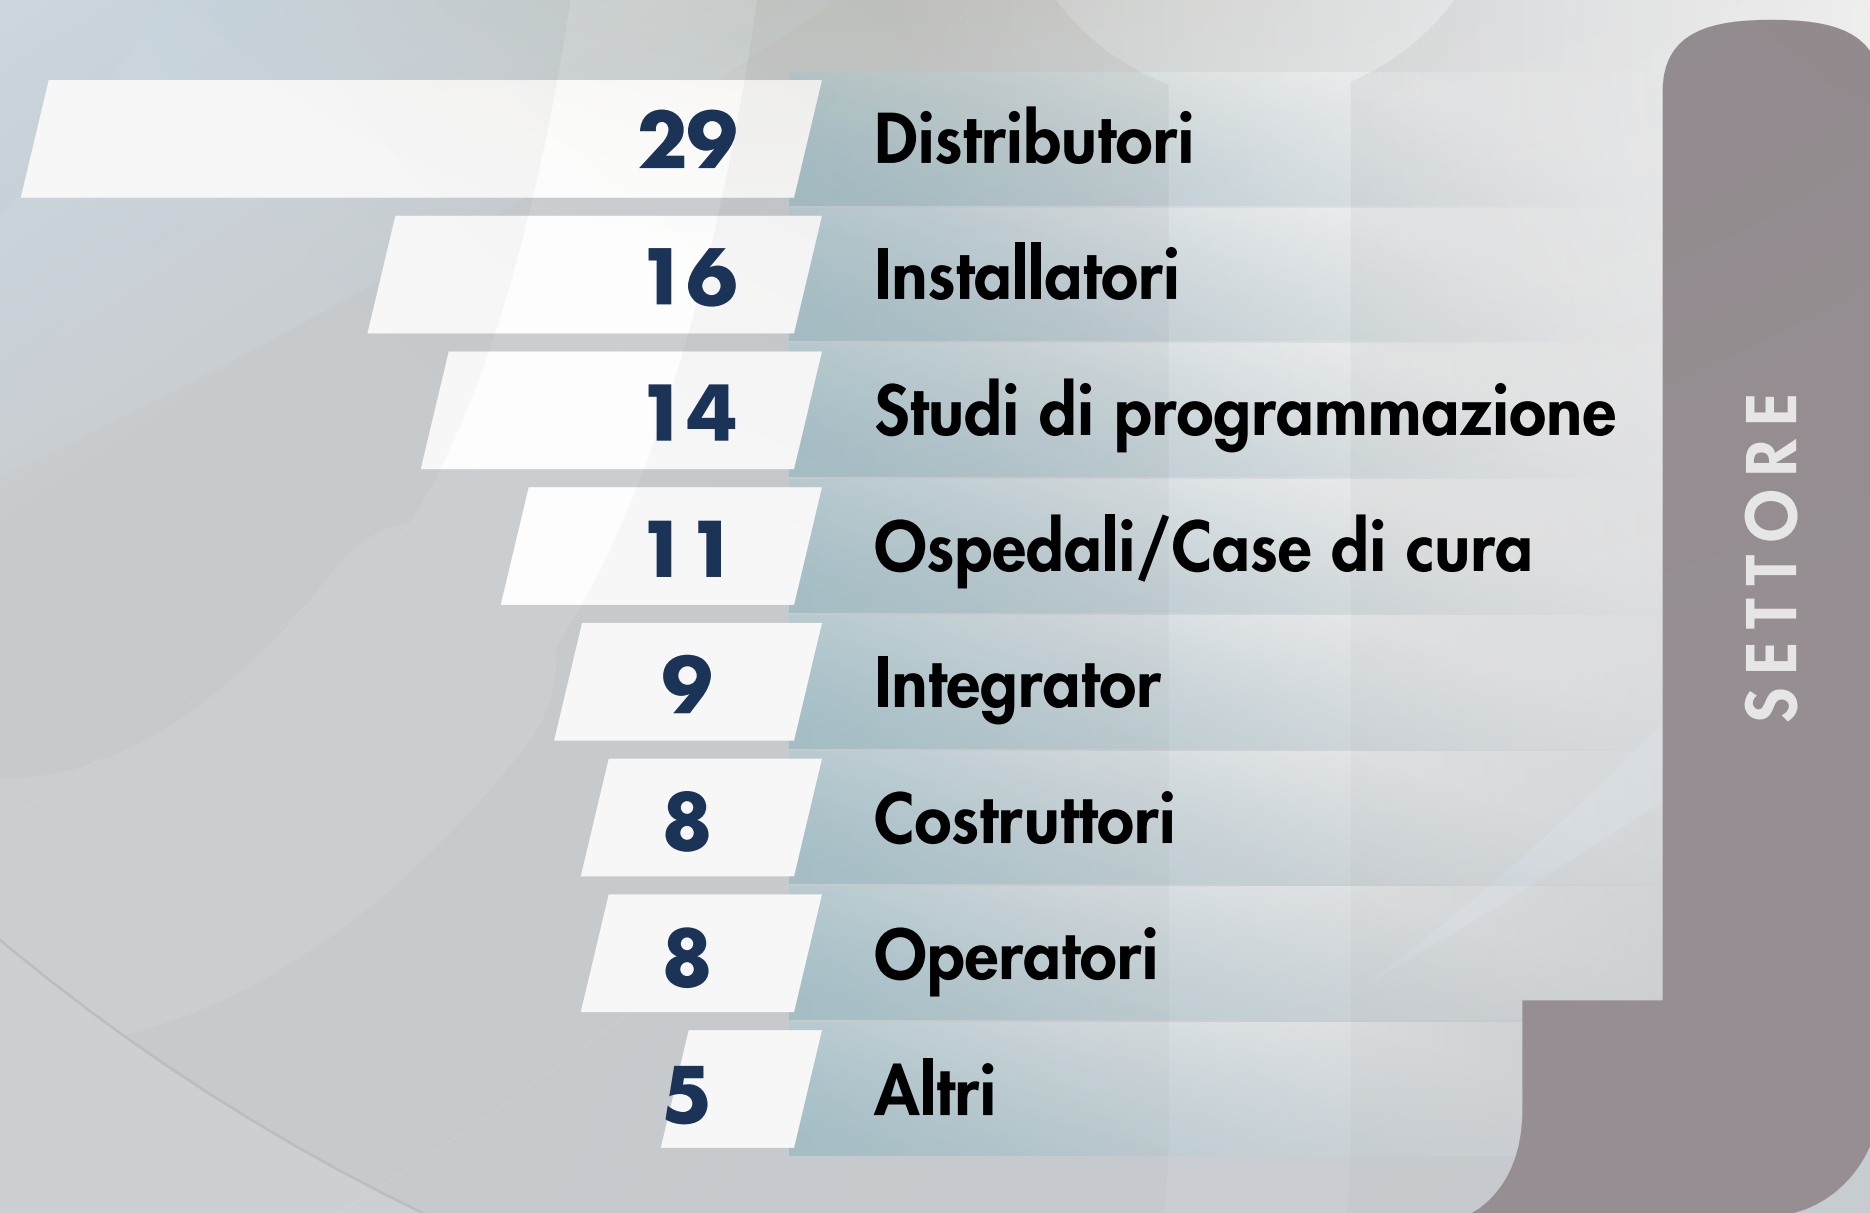 29 Distributori
16 Installatori
14 Studi di programmazione
11 Ospedali/Case di cura
9 Integrator
8 Costruttori
8 Operatori
5 Altri
SETTORE